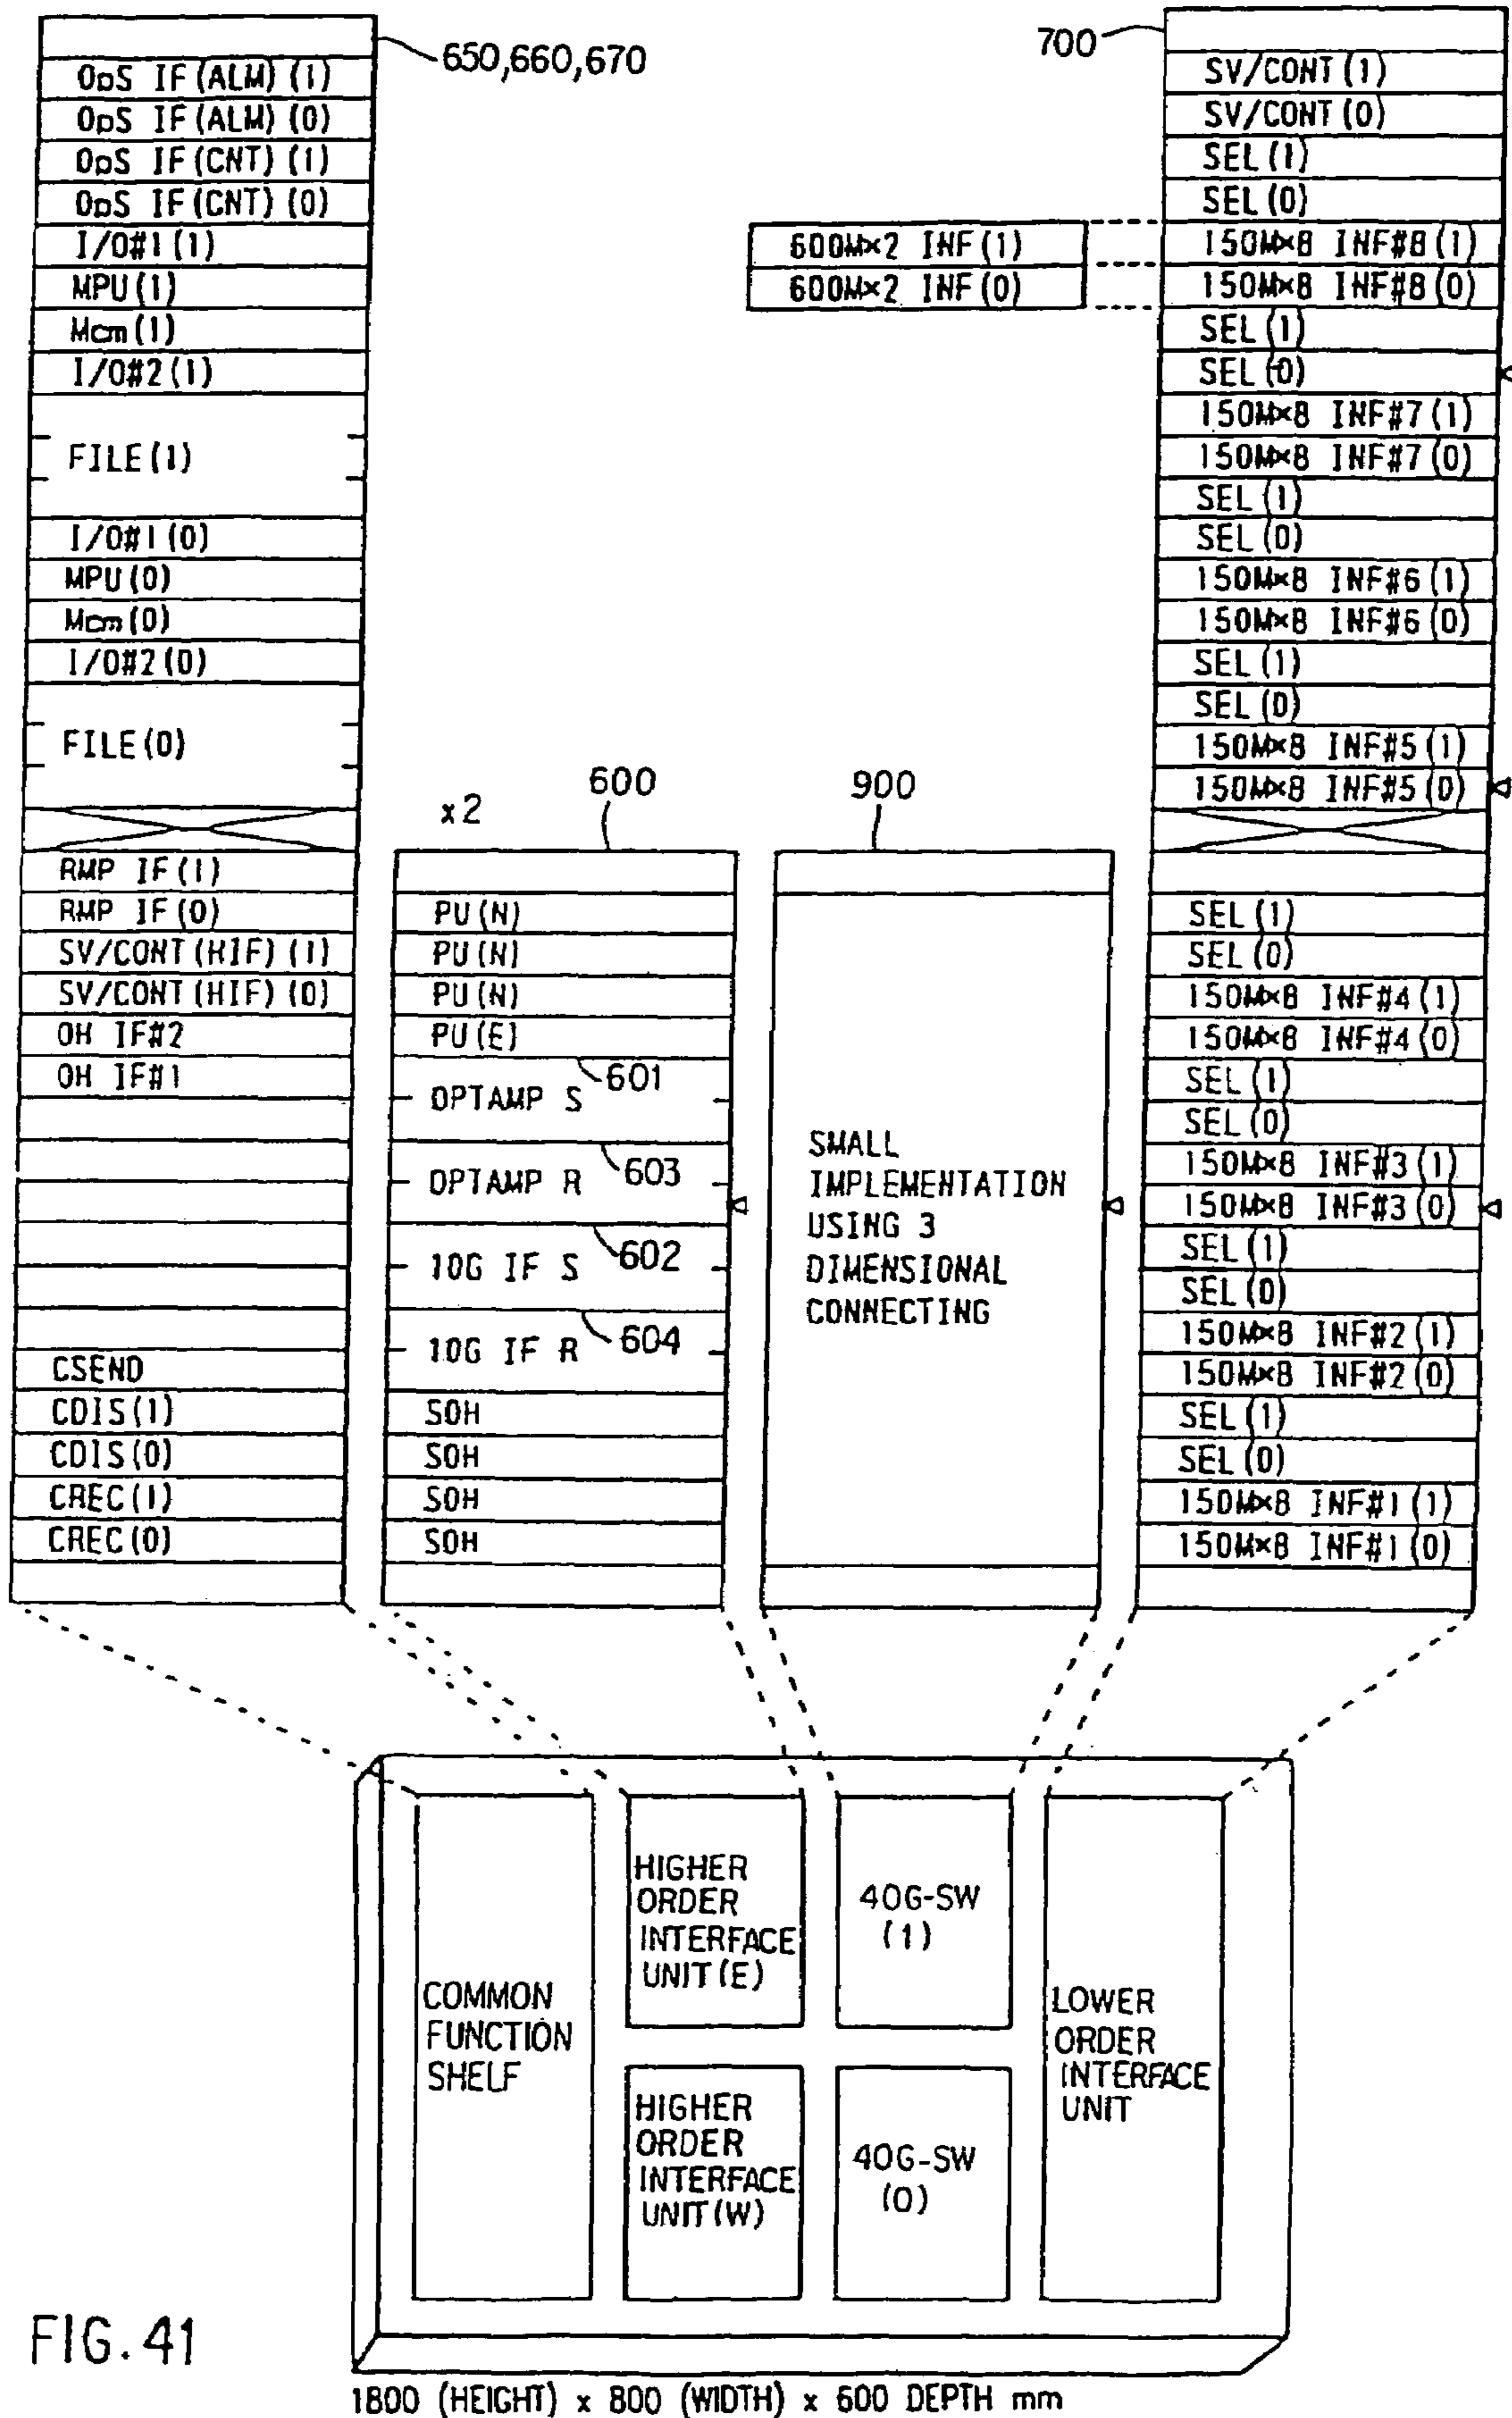 650,660,670
OpS IF(ALM)(1)
OpS IF(ALM)(0)
OpS IF(CNT)(1)
OpS IF(CNT)(0)
I/O#1(1)
MPU(1)
Mcm(1)
I/O#2(1)
FILE(1)
I/O#1(0)
MPU(0)
Mcm(0)
I/O#2(0)
FILE(0)
RMP IF(1)
RMP IF(0)
SV/CONT(HIF)(1)
SV/CONT(HIF)(0)
OH IF#2
OH IF#1
CSEND
CDIS(1)
CDIS(0)
CREC(1)
CREC(0)
x2
600
PU(N)
PU(N)
PU(N)
PU(E)
OPTAMP S 601
OPTAMP R 603
10G IF S 602
10G IF R 604
SOH
SOH
SOH
SOH
900
SMALL
IMPLEMENTATION
USING 3
DIMENSIONAL
CONNECTING
600M×2 INF(1)
600M×2 INF(0)
700
SV/CONT(1)
SV/CONT(0)
SEL(1)
SEL(0)
150M×8 INF#8(1)
150M×8 INF#8(0)
SEL(1)
SEL(0)
150M×8 INF#7(1)
150M×8 INF#7(0)
SEL(1)
SEL(0)
150M×8 INF#6(1)
150M×8 INF#6(0)
SEL(1)
SEL(0)
150M×8 INF#5(1)
150M×8 INF#5(0)
SEL(1)
SEL(0)
150M×8 INF#4(1)
150M×8 INF#4(0)
SEL(1)
SEL(0)
150M×8 INF#3(1)
150M×8 INF#3(0)
SEL(1)
SEL(0)
150M×8 INF#2(1)
150M×8 INF#2(0)
SEL(1)
SEL(0)
150M×8 INF#1(1)
150M×8 INF#1(0)
COMMON
FUNCTION
SHELF
HIGHER
ORDER
INTERFACE
UNIT(E)
HIGHER
ORDER
INTERFACE
UNIT(W)
40G-SW
(1)
40G-SW
(0)
LOWER
ORDER
INTERFACE
UNIT
FIG. 41
1800 (HEIGHT) x 800 (WIDTH) x 600 DEPTH mm